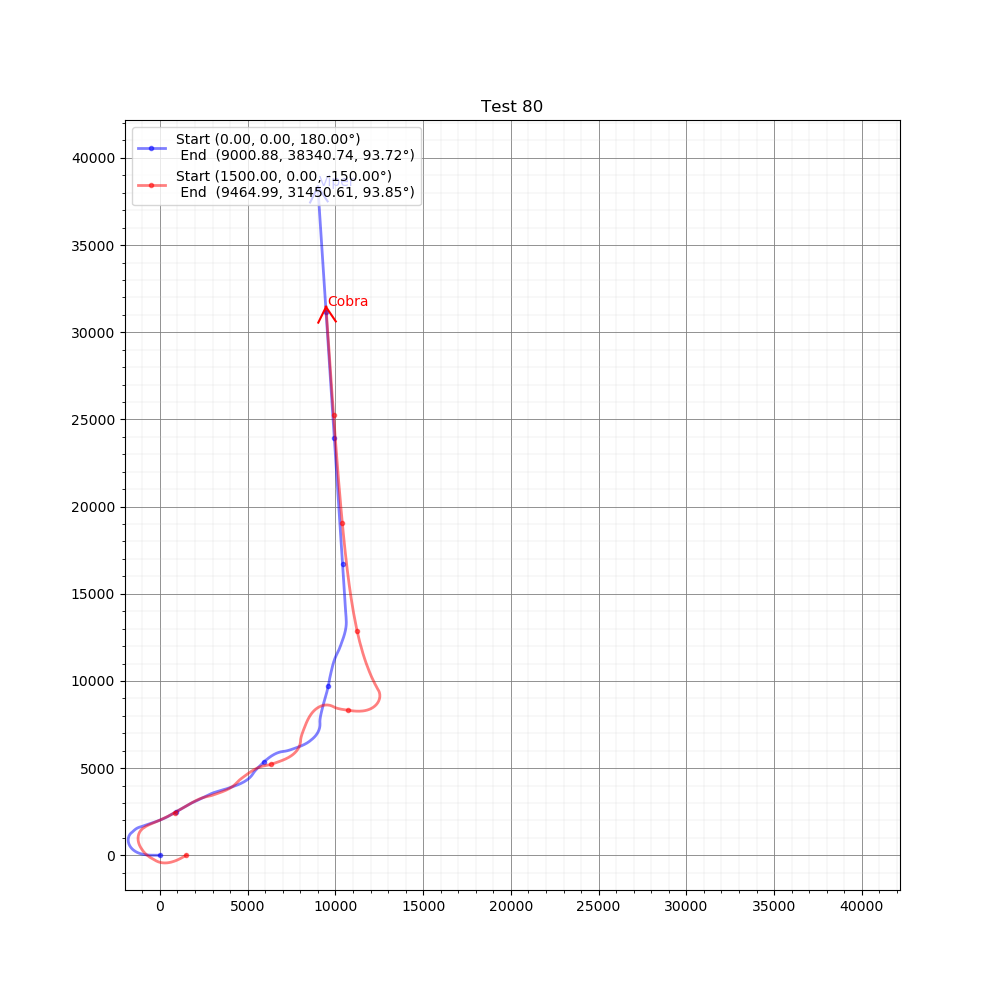 Test 80
Start (0.00, 0.00, 180.00°)
End (9000.88, 38340.74, 93.72°)
Start (1500.00, 0.00, -150.00°)
End (9464.99, 31450.61, 93.85°)
Cobra
40000
35000
30000
25000
20000
15000
10000
5000
0
0 5000 10000 15000 20000 25000 30000 35000 40000